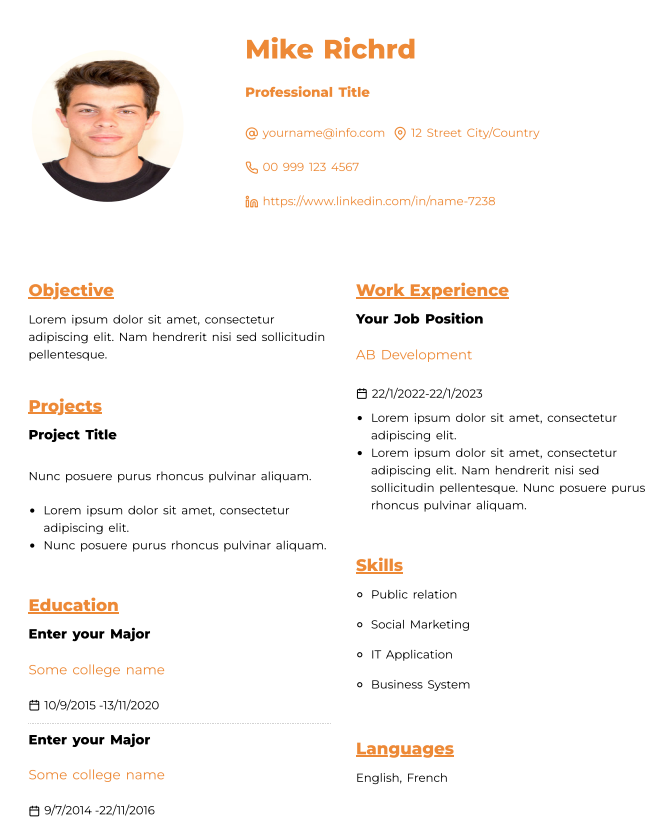 Mike Richrd
Professional Title
yourname@info.com 12 Street City/Country
00 999 123 4567
https://www.linkedin.com/in/name-7238
Objective
Lorem ipsum dolor sit amet, consectetur
adipiscing elit. Nam hendrerit nisi sed sollicitudin
pellentesque.
Projects
Project Title
Nunc posuere purus rhoncus pulvinar aliquam.
• Lorem ipsum dolor sit amet, consectetur
adipiscing elit.
• Nunc posuere purus rhoncus pulvinar aliquam.
Education
Enter your Major
Some college name
10/9/2015 -13/11/2020
Enter your Major
Some college name
9/7/2014 -22/11/2016
Work Experience
Your Job Position
AB Development
22/1/2022-22/1/2023
• Lorem ipsum dolor sit amet, consectetur
adipiscing elit.
• Lorem ipsum dolor sit amet, consectetur
adipiscing elit. Nam hendrerit nisi sed
sollicitudin pellentesque. Nunc posuere purus
rhoncus pulvinar aliquam.
Skills
Public relation
Social Marketing
IT Application
Business System
Languages
English, French